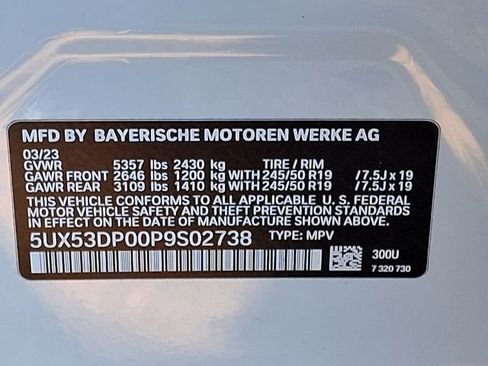 MFD BY BAYERISCHE MOTOREN WERKE AG
03/23
GVWR 5357 lbs 2430 kg TIRE / RIM
GAWR FRONT 2646 lbs 1200 kg WITH 245/50 R19 / 7.5J x 19
GAWR REAR 3109 lbs 1410 kg WITH 245/50 R19 / 7.5J x 19
THIS VEHICLE CONFORMS TO ALL APPLICABLE U. S. FEDERAL
MOTOR VEHICLE SAFETY AND THEFT PREVENTION STANDARDS
IN EFFECT ON THE DATE OF MANUFACTURE SHOWN ABOVE.
5UX53DP00P9S02738 TYPE: MPV
300U
7 320 730